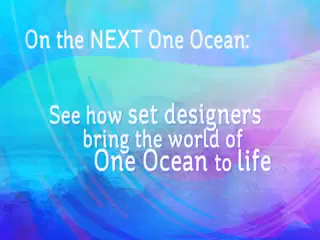 On the NEXT One Ocean:
See how set designers
bring the world of
One Ocean to life